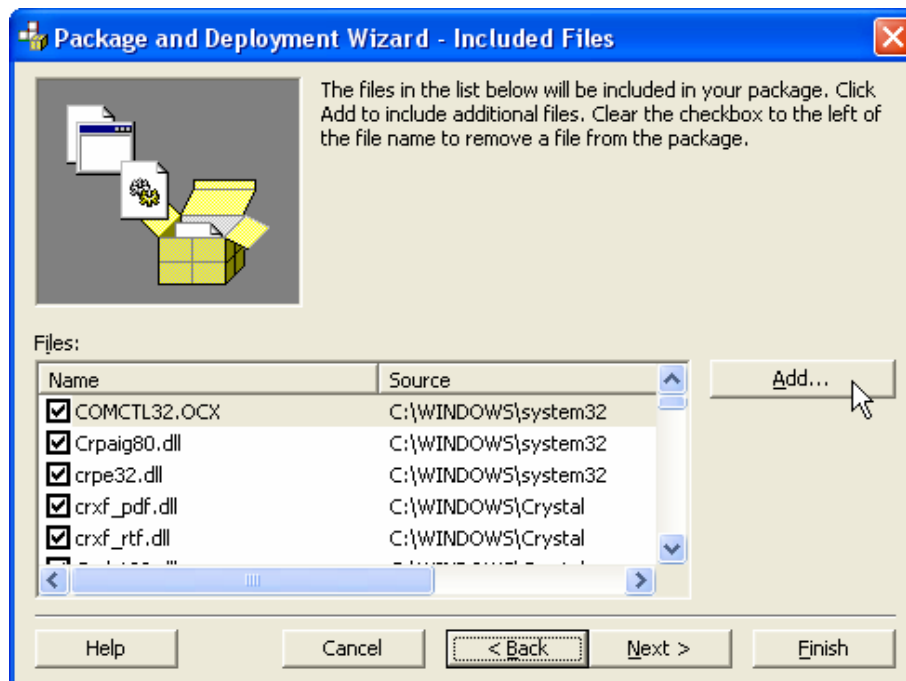 Package and Deployment Wizard - Included Files
The files in the list below will be included in your package. Click
Add to include additional files. Clear the checkbox to the left of
the file name to remove a file from the package.
Files:
Name Source
Add...
COMCTL32.OCX C:\WINDOWS\system32
Crpaig80.dll C:\WINDOWS\system32
crpe32.dll C:\WINDOWS\system32
crxf_pdf.dll C:\WINDOWS\Crystal
crxf_rtf.dll C:\WINDOWS\Crystal
Help Cancel < Back Next > Finish